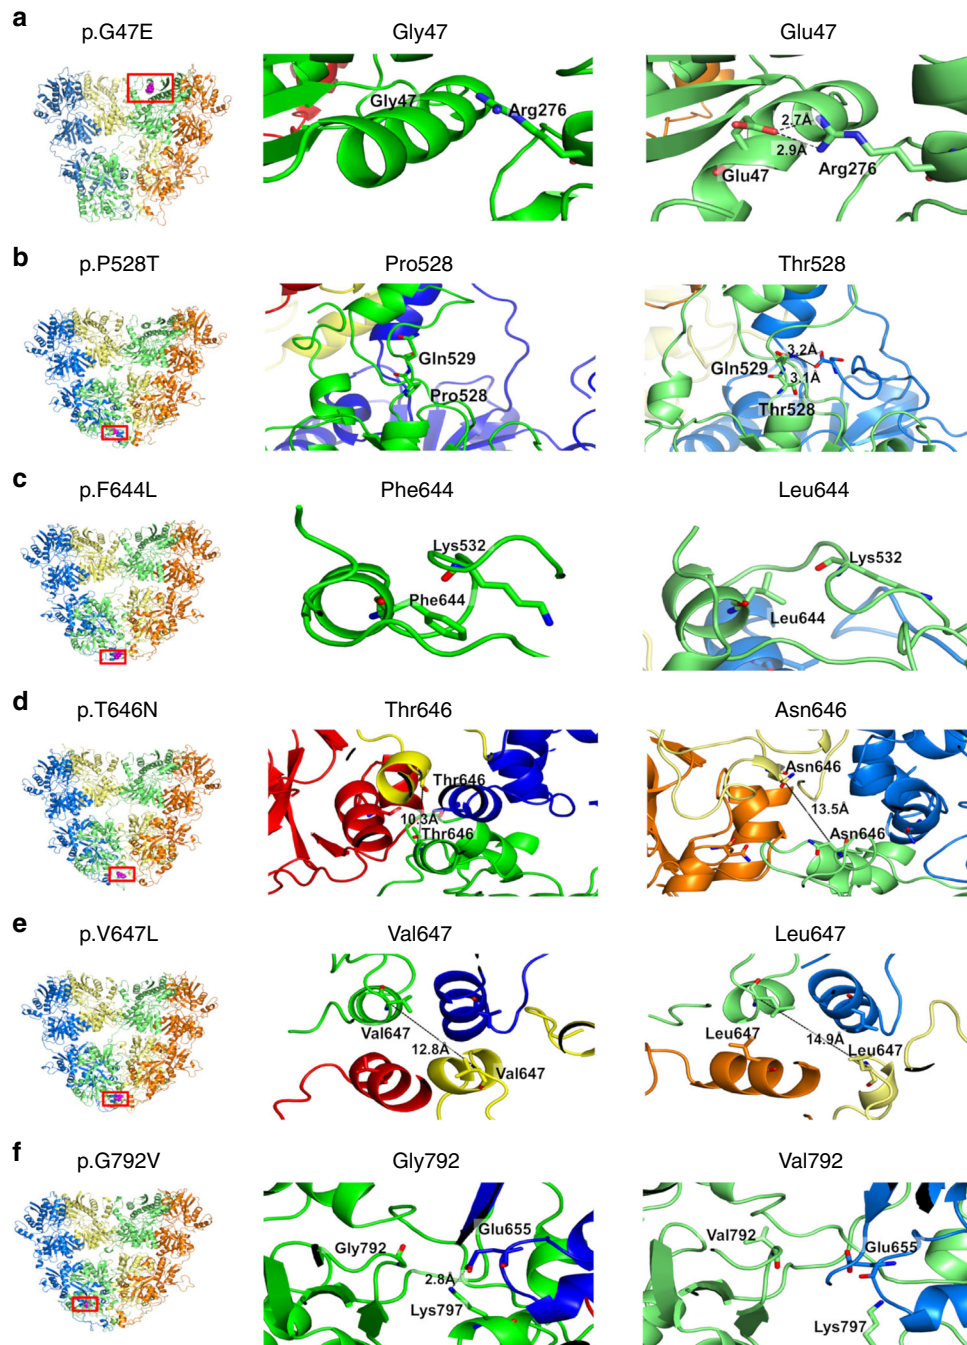 a
p.G47E Gly47 Glu47
Gly47 Arg276
2.7Å
2.9Å
Glu47 Arg276
b
p.P528T Pro528 Thr528
Gln529
Pro528
3.2Å
Gln529
3.1Å
Thr528
c
p.F644L Phe644 Leu644
Lys532
Phe644
Lys532
Leu644
d
p.T646N Thr646 Asn646
Thr646
10.3Å
Thr646
Asn646
13.5Å
Asn646
e
p.V647L Val647 Leu647
Val647
12.8Å
Val647
Leu647
14.9Å
Leu647
f
p.G792V Gly792 Val792
Glu655
Gly792
2.8Å
Lys797
Val792
Glu655
Lys797